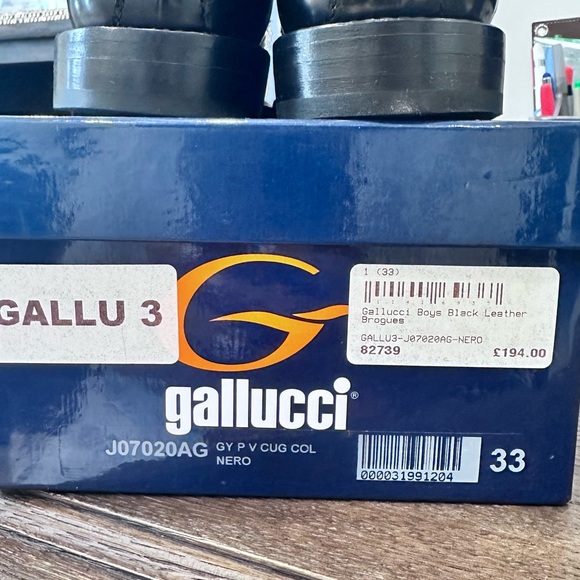 GALLU 3
1 (33)
Gallucci Boys Black Leather
Brogues
GALLU3-J07020AG-NERO
82739
£194.00
gallucci®
J07020AG GY P V CUG COL
NERO
000031991204
33